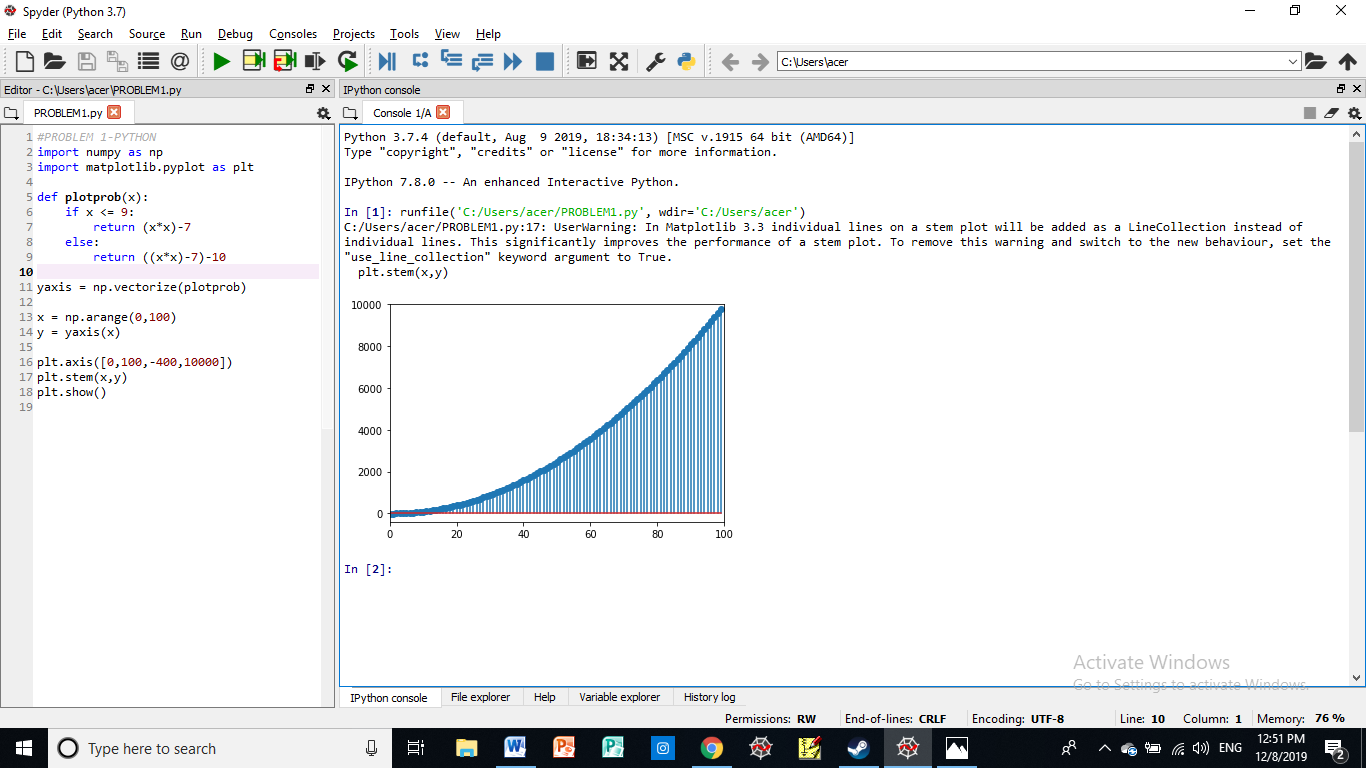 Spyder (Python 3.7)
File Edit Search Source Run Debug Consoles Projects Tools View Help
C:\Users\acer
Editor - C:\Users\acer\PROBLEM1.py
PROBLEM1.py
1 #PROBLEM 1-PYTHON
2 import numpy as np
3 import matplotlib.pyplot as plt
4
5 def plotprob(x):
6     if x <= 9:
7         return (x*x)-7
8     else:
9         return ((x*x)-7)-10
10
11 yaxis = np.vectorize(plotprob)
12
13 x = np.arange(0,100)
14 y = yaxis(x)
15
16 plt.axis([0,100,-400,10000])
17 plt.stem(x,y)
18 plt.show()
19
IPython console
Console 1/A
Python 3.7.4 (default, Aug  9 2019, 18:34:13) [MSC v.1915 64 bit (AMD64)]
Type "copyright", "credits" or "license" for more information.
IPython 7.8.0 -- An enhanced Interactive Python.
In [1]: runfile('C:/Users/acer/PROBLEM1.py', wdir='C:/Users/acer')
C:/Users/acer/PROBLEM1.py:17: UserWarning: In Matplotlib 3.3 individual lines on a stem plot will be added as a LineCollection instead of
individual lines. This significantly improves the performance of a stem plot. To remove this warning and switch to the new behaviour, set the
"use_line_collection" keyword argument to True.
  plt.stem(x,y)
10000
8000
6000
4000
2000
0
0 20 40 60 80 100
In [2]:
Activate Windows
Go to Settings to activate Windows.
IPython console File explorer Help Variable explorer History log
Permissions: RW End-of-lines: CRLF Encoding: UTF-8 Line: 10 Column: 1 Memory: 76 %
Type here to search
ENG
12:51 PM
12/8/2019
2